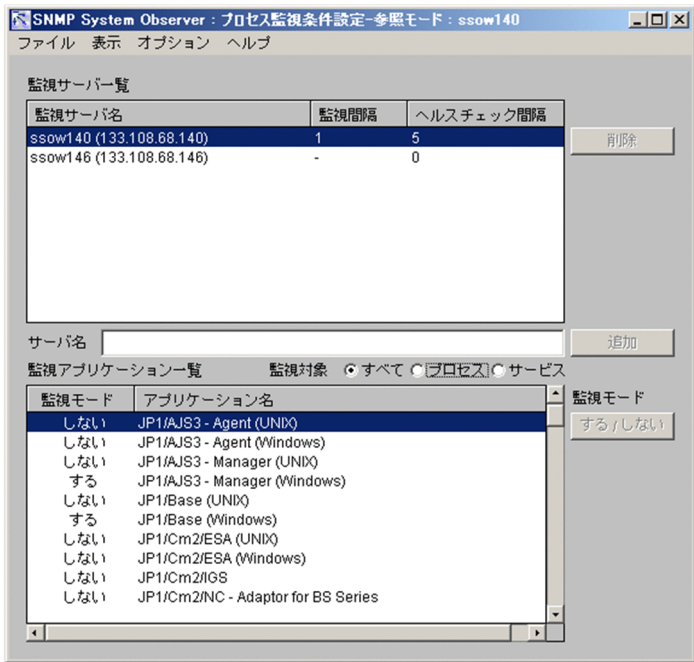 SNMP System Observer : プロセス監視条件設定-参照モード : ssow140
ファイル 表示 オプション ヘルプ
監視サーバ一覧
監視サーバ名 監視間隔 ヘルスチェック間隔
ssow140 (133.108.68.140) 1 5 削除
ssow146 (133.108.68.146) - 0
サーバ名 追加
監視アプリケーション一覧 監視対象 すべて プロセス サービス
監視モード アプリケーション名 監視モード
しない JP1/AJS3 - Agent (UNIX) する/しない
しない JP1/AJS3 - Agent (Windows)
しない JP1/AJS3 - Manager (UNIX)
する JP1/AJS3 - Manager (Windows)
しない JP1/Base (UNIX)
する JP1/Base (Windows)
しない JP1/Cm2/ESA (UNIX)
しない JP1/Cm2/ESA (Windows)
しない JP1/Cm2/IGS
しない JP1/Cm2/NC - Adaptor for BS Series